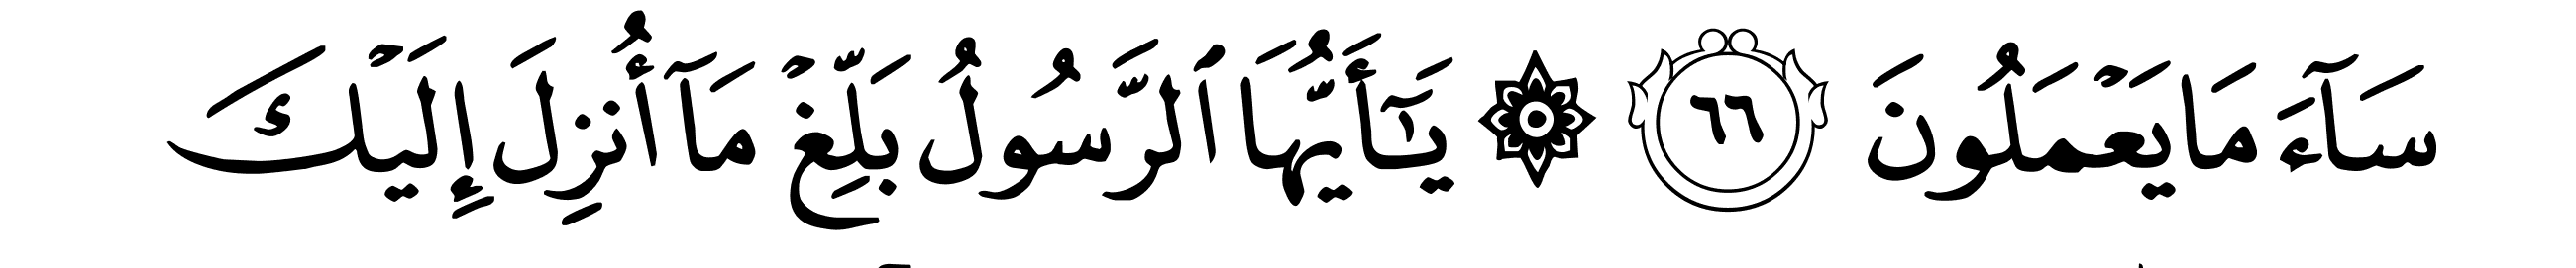 سَآءَ مَا يَعْمَلُونَ ٦٦ ۞ يَٰٓأَيُّهَا ٱلرَّسُولُ بَلِّغْ مَآ أُنزِلَ إِلَيْكَ